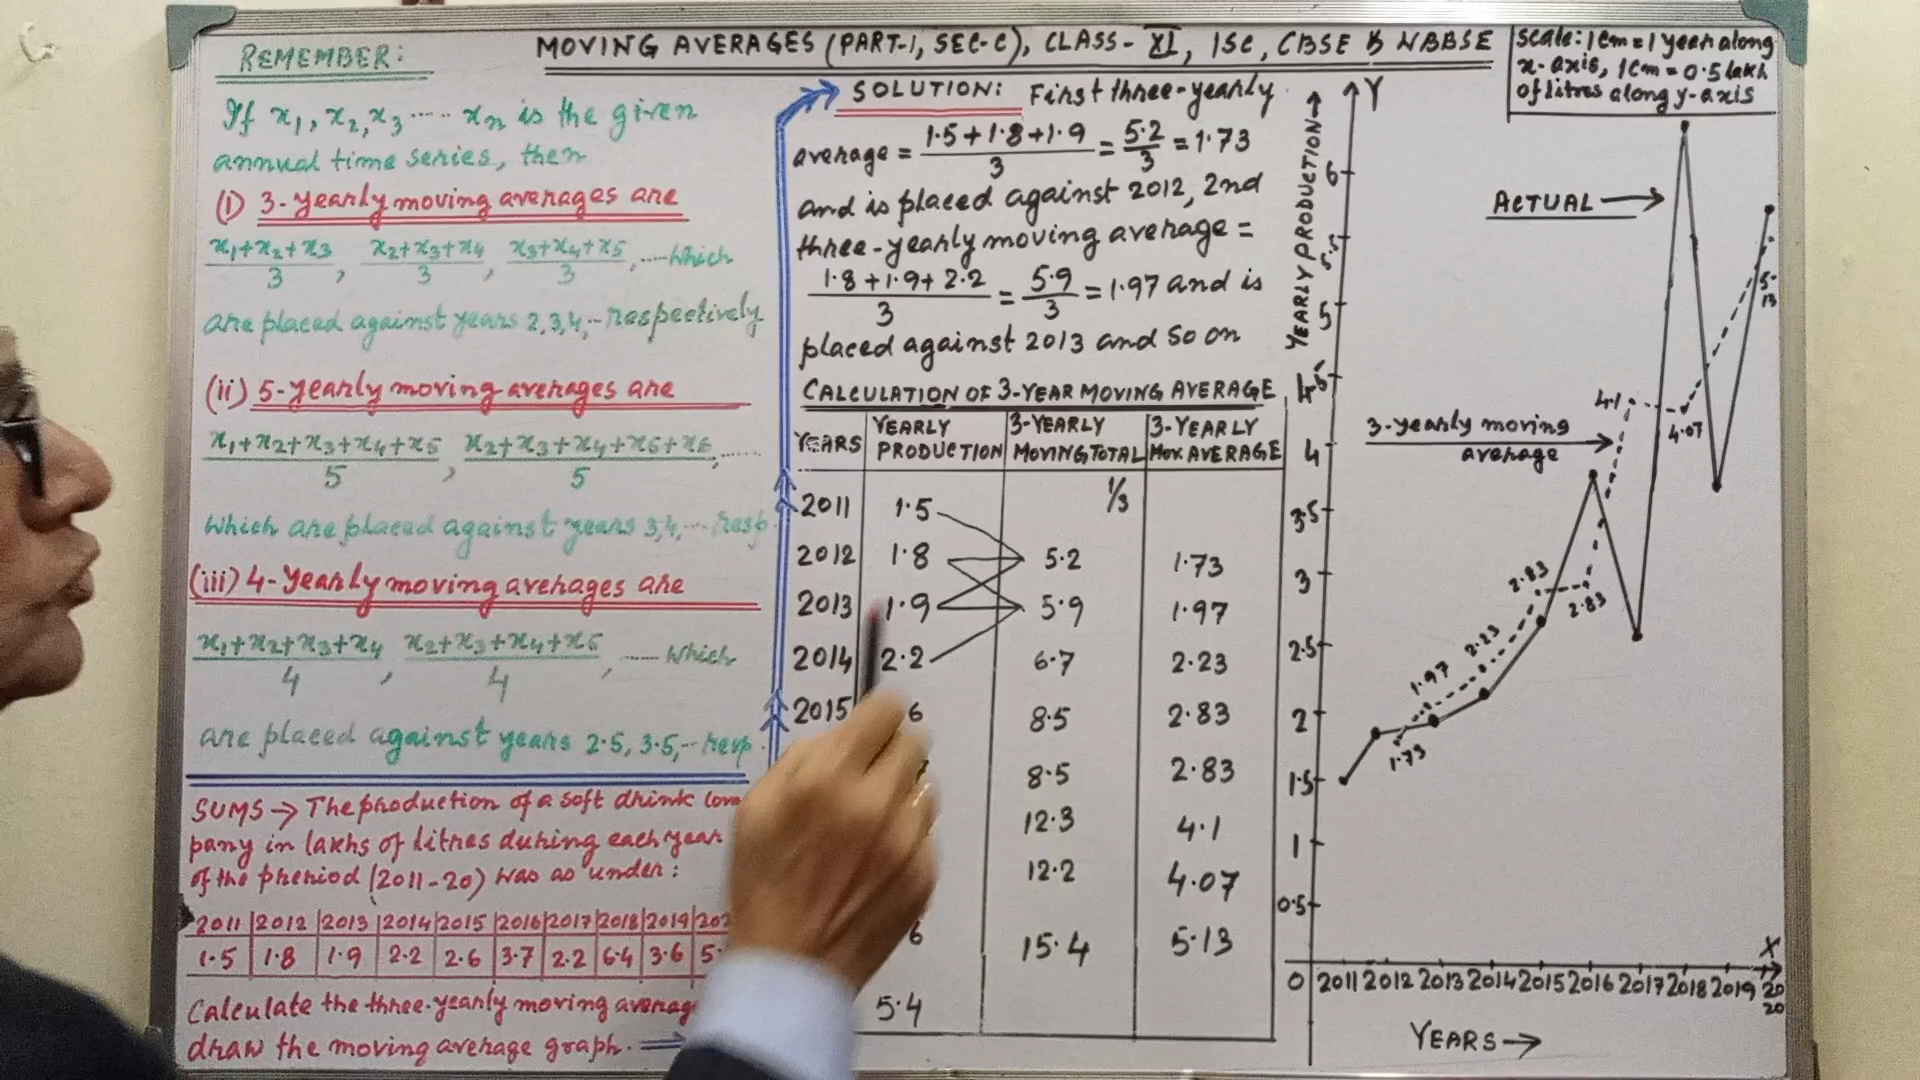 MOVING AVERAGES (PART-1, SEC-C), CLASS-XI, ISC, CBSE & WBBSE
REMEMBER:
If x₁, x₂, x₃ ..... xₙ is the given
annual time series, then
(i) 3-yearly moving averages are
x₁+x₂+x₃/3, x₂+x₃+x₄/3, x₃+x₄+x₅/3, ....which
are placed against years 2,3,4,.. respectively
(ii) 5-yearly moving averages are
x₁+x₂+x₃+x₄+x₅/5, x₂+x₃+x₄+x₅+x₆/5, ......
which are placed against years 3,4,... resp.
(iii) 4-yearly moving averages are
x₁+x₂+x₃+x₄/4, x₂+x₃+x₄+x₅/4, ..... which
are placed against years 2.5, 3.5,... resp.
SUMS → The production of a soft drink com
pany in lakhs of litres during each year
of the pheriod (2011-20) was as under:
2011 2012 2013 2014 2015 2016 2017 2018 2019
1.5 1.8 1.9 2.2 2.6 3.7 2.2 6.4 3.6 5.
Calculate the three-yearly moving averag
draw the moving average graph.
SOLUTION: First three-yearly
average = 1.5+1.8+1.9/3 = 5.2/3 = 1.73
and is placed against 2012, 2nd
three-yearly moving average =
1.8+1.9+2.2/3 = 5.9/3 = 1.97 and is
placed against 2013 and so on
CALCULATION OF 3-YEAR MOVING AVERAGE
YEARS YEARLY PRODUCTION 3-YEARLY MOVING TOTAL 3-YEARLY MOV. AVERAGE
2011 1.5 1/3
2012 1.8 5.2 1.73
2013 1.9 5.9 1.97
2014 2.2 6.7 2.23
2015 6 8.5 2.83
8.5 2.83
12.3 4.1
12.2 4.07
6 15.4 5.13
5.4
Scale: 1cm = 1 year along
x-axis, 1cm = 0.5 lakh
of litres along y-axis
Y
YEARLY PRODUCTION →
6
5.5
5
4.5
4
3.5
3
2.5
2
1.5
1
0.5
ACTUAL →
3-yearly moving
average
1.73
1.97
2.23
2.83
2.83
4.1
4.07
5.13
X
0 2011 2012 2013 2014 2015 2016 2017 2018 2019 2020
YEARS →